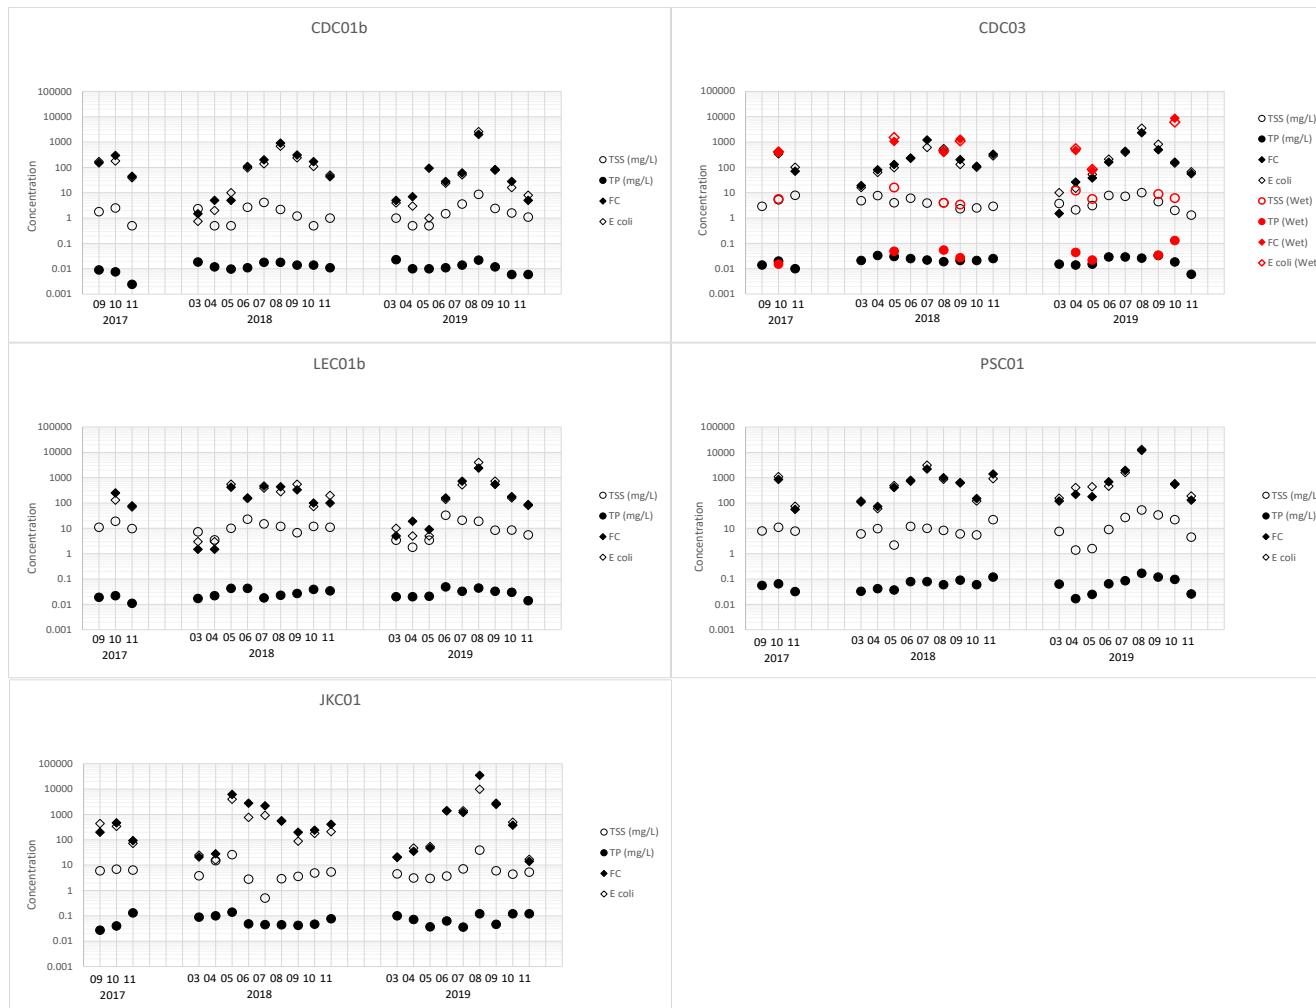 CDC01b
100000
10000
1000
100
10
1
0.1
0.01
0.001
Concentration
09 10 11 03 04 05 06 07 08 09 10 11 03 04 05 06 07 08 09 10 11
2017 2018 2019
TSS (mg/L)
TP (mg/L)
FC
E coli
CDC03
100000
10000
1000
100
10
1
0.1
0.01
0.001
Concentration
09 10 11 03 04 05 06 07 08 09 10 11 03 04 05 06 07 08 09 10 11
2017 2018 2019
TSS (mg/L)
TP (mg/L)
FC
E coli
TSS (Wet)
TP (Wet)
FC (Wet)
E coli (Wet
LEC01b
100000
10000
1000
100
10
1
0.1
0.01
0.001
Concentration
09 10 11 03 04 05 06 07 08 09 10 11 03 04 05 06 07 08 09 10 11
2017 2018 2019
TSS (mg/L)
TP (mg/L)
FC
E coli
PSC01
100000
10000
1000
100
10
1
0.1
0.01
0.001
Concentration
09 10 11 03 04 05 06 07 08 09 10 11 03 04 05 06 07 08 09 10 11
2017 2018 2019
TSS (mg/L
TP (mg/L)
FC
E coli
JKC01
100000
10000
1000
100
10
1
0.1
0.01
0.001
Concentration
09 10 11 03 04 05 06 07 08 09 10 11 03 04 05 06 07 08 09 10 11
2017 2018 2019
TSS (mg/L)
TP (mg/L)
FC
E coli